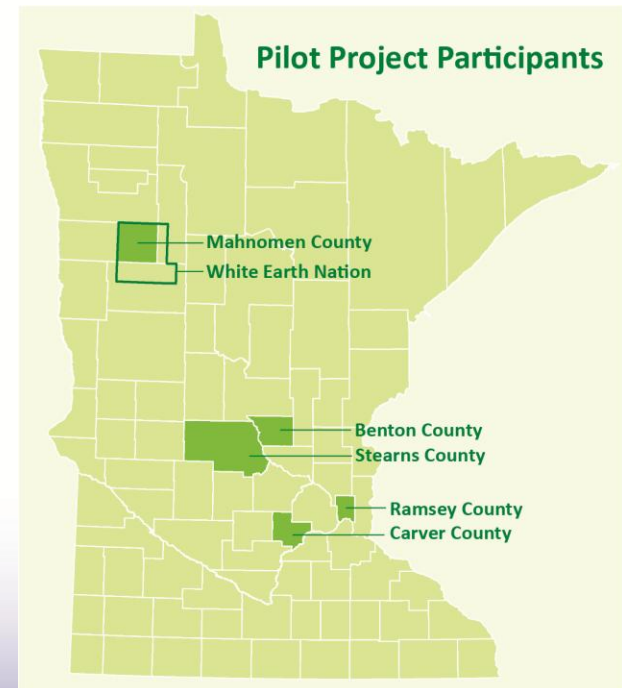 Pilot Project Participants
Mahnomen County
White Earth Nation
Benton County
Stearns County
Ramsey County
Carver County